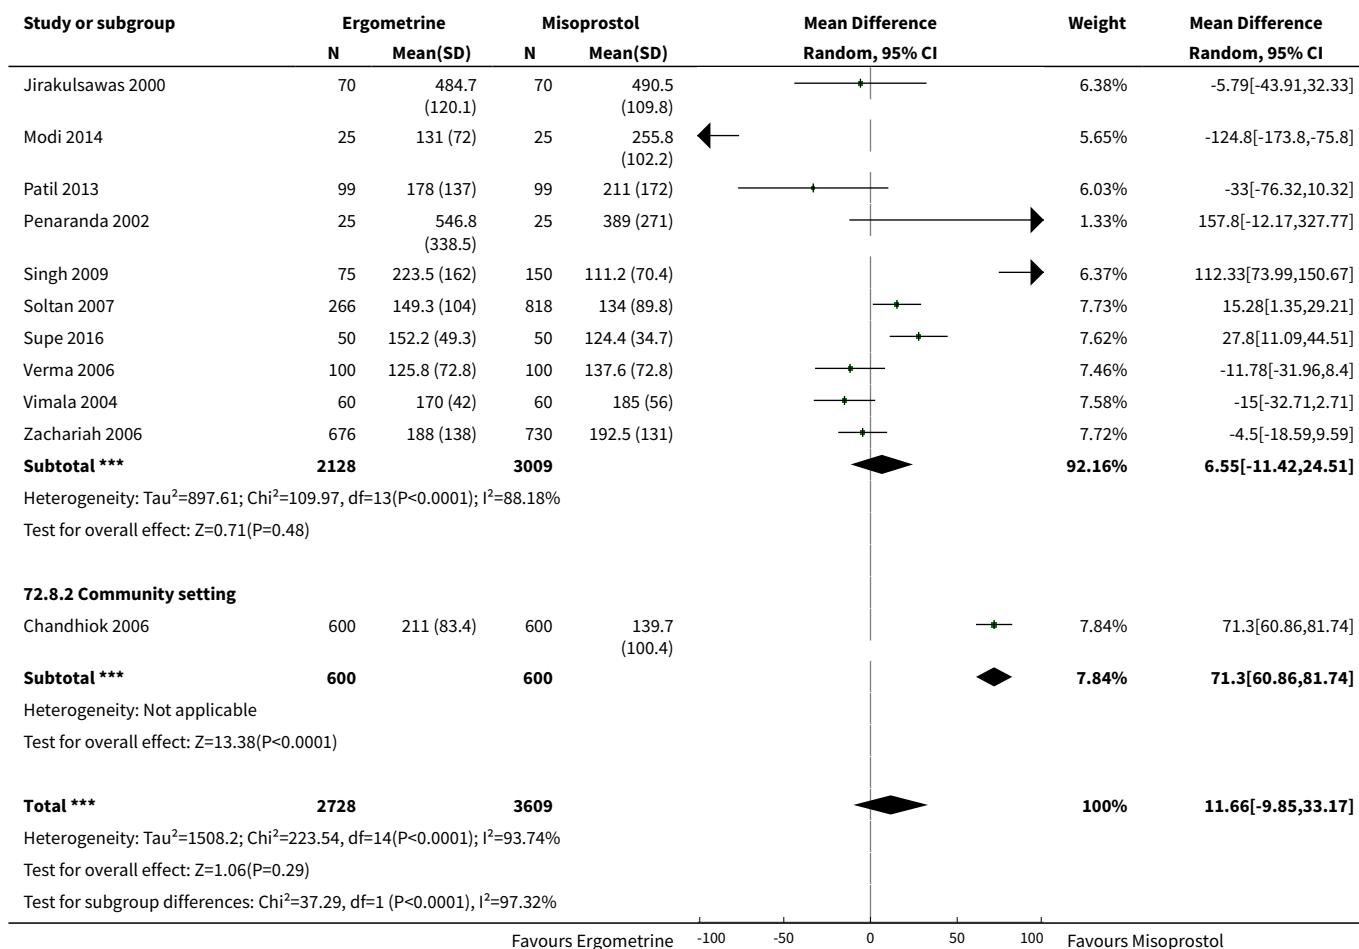 Study or subgroup Ergometrine Misoprostol Mean Difference Weight Mean Difference
N Mean(SD) N Mean(SD) Random, 95% CI Random, 95% CI
Jirakulsawas 2000 70 484.7 70 490.5 6.38% -5.79[-43.91,32.33]
(120.1) (109.8)
Modi 2014 25 131 (72) 25 255.8 5.65% -124.8[-173.8,-75.8]
(102.2)
Patil 2013 99 178 (137) 99 211 (172) 6.03% -33[-76.32,10.32]
Penaranda 2002 25 546.8 25 389 (271) 1.33% 157.8[-12.17,327.77]
(338.5)
Singh 2009 75 223.5 (162) 150 111.2 (70.4) 6.37% 112.33[73.99,150.67]
Soltan 2007 266 149.3 (104) 818 134 (89.8) 7.73% 15.28[1.35,29.21]
Supe 2016 50 152.2 (49.3) 50 124.4 (34.7) 7.62% 27.8[11.09,44.51]
Verma 2006 100 125.8 (72.8) 100 137.6 (72.8) 7.46% -11.78[-31.96,8.4]
Vimala 2004 60 170 (42) 60 185 (56) 7.58% -15[-32.71,2.71]
Zachariah 2006 676 188 (138) 730 192.5 (131) 7.72% -4.5[-18.59,9.59]
Subtotal *** 2128 3009 92.16% 6.55[-11.42,24.51]
Heterogeneity: Tau²=897.61; Chi²=109.97, df=13(P<0.0001); I²=88.18%
Test for overall effect: Z=0.71(P=0.48)
72.8.2 Community setting
Chandhiok 2006 600 211 (83.4) 600 139.7 7.84% 71.3[60.86,81.74]
(100.4)
Subtotal *** 600 600 7.84% 71.3[60.86,81.74]
Heterogeneity: Not applicable
Test for overall effect: Z=13.38(P<0.0001)
Total *** 2728 3609 100% 11.66[-9.85,33.17]
Heterogeneity: Tau²=1508.2; Chi²=223.54, df=14(P<0.0001); I²=93.74%
Test for overall effect: Z=1.06(P=0.29)
Test for subgroup differences: Chi²=37.29, df=1 (P<0.0001), I²=97.32%
Favours Ergometrine -100 -50 0 50 100 Favours Misoprostol